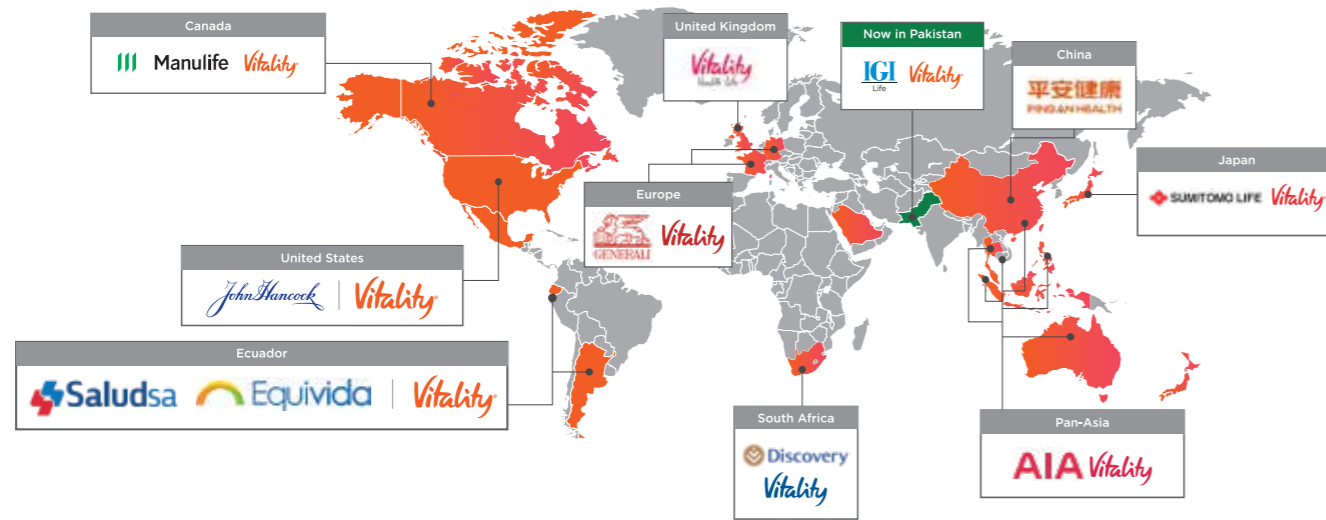 Canada
Manulife Vitality
United Kingdom
Vitality
Health Life
Now in Pakistan
IGI
Life
Vitality
China
平安健康
PINGAN HEALTH
Japan
SUMITOMO LIFE Vitality
Europe
GENERALI
Vitality
United States
John Hancock Vitality®
Ecuador
Saludsa Equivida Vitality®
South Africa
Discovery
Vitality
Pan-Asia
AIA Vitality